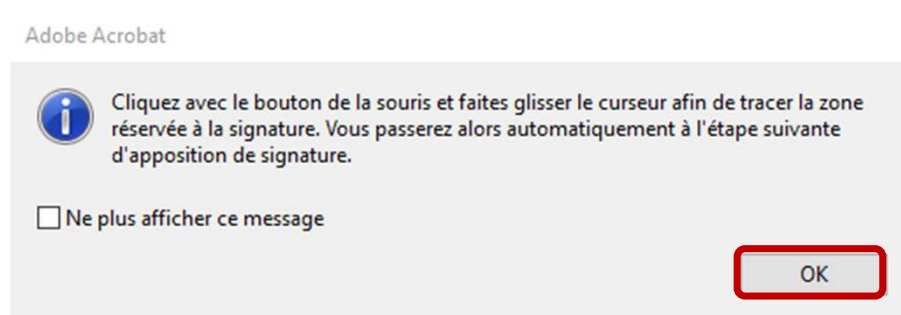 Adobe Acrobat
Cliquez avec le bouton de la souris et faites glisser le curseur afin de tracer la zone
réservée à la signature. Vous passerez alors automatiquement à l'étape suivante
d'apposition de signature.
Ne plus afficher ce message
OK